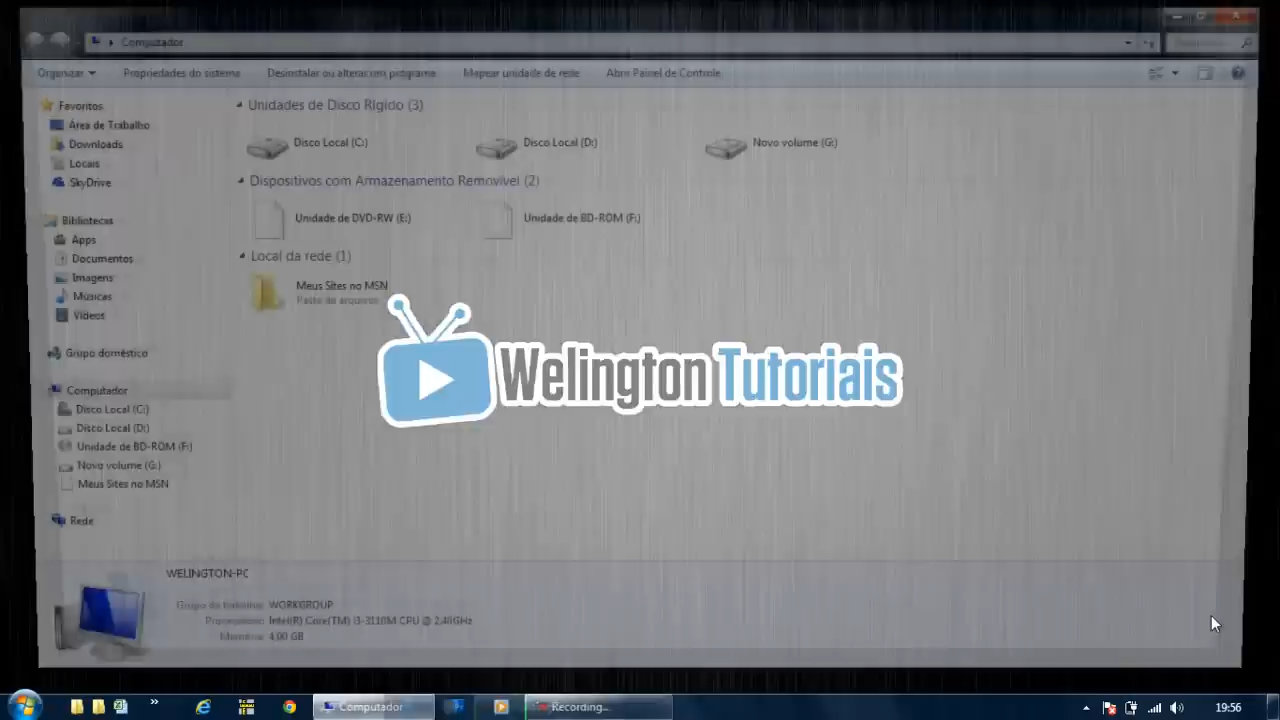 Computador
Organizar
Propriedades do sistema
Desinstalar ou alterar um programa
Mapear unidade de rede
Abrir Painel de Controle
Favoritos
Área de Trabalho
Downloads
Locais
SkyDrive
Bibliotecas
Apps
Documentos
Imagens
Músicas
Vídeos
Grupo doméstico
Computador
Disco Local (C:)
Disco Local (D:)
Unidade de BD-ROM (F:)
Novo volume (G:)
Meus Sites no MSN
Rede
Unidades de Disco Rígido (3)
Disco Local (C:)
Disco Local (D:)
Novo volume (G:)
Dispositivos com Armazenamento Removível (2)
Unidade de DVD-RW (E:)
Unidade de BD-ROM (F:)
Local da rede (1)
Meus Sites no MSN
Pasta de arquivos
Welington Tutoriais
WELINGTON-PC
Grupo de trabalho: WORKGROUP
Processador: Intel(R) Core(TM) i3-3110M CPU @ 2.40GHz
Memória: 4,00 GB
Computador
Recording...
19:56